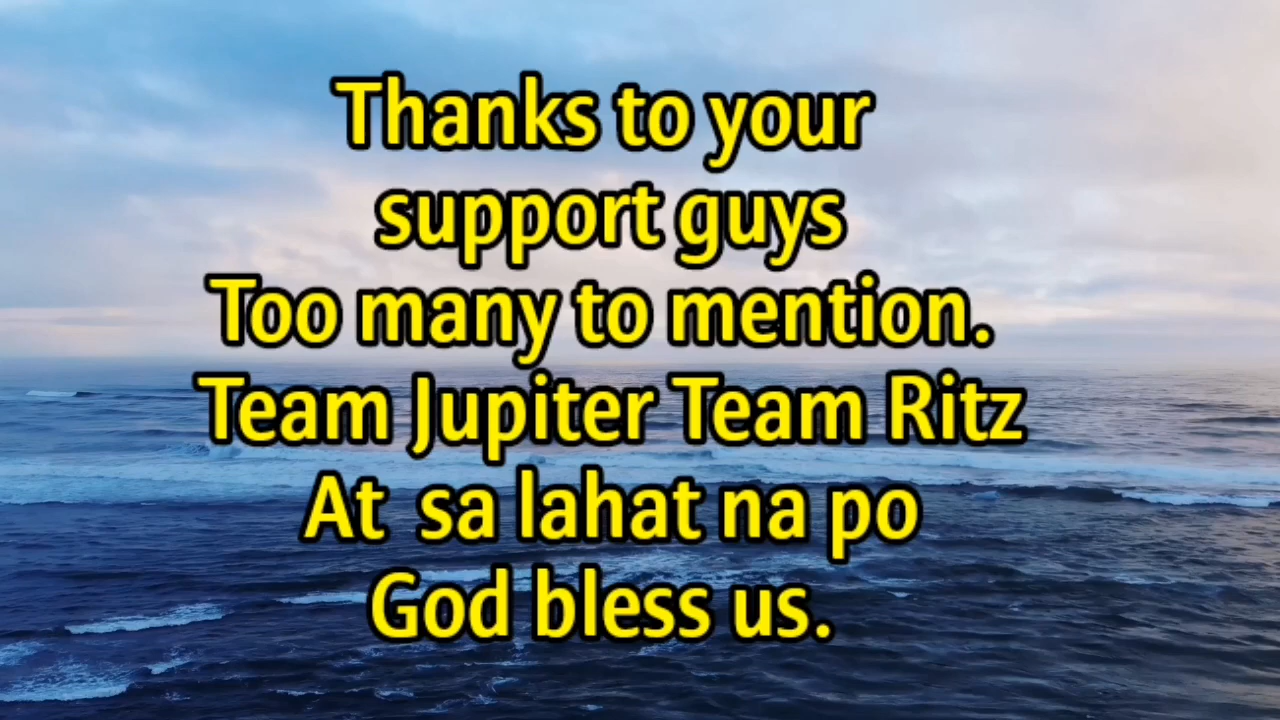 Thanks to your
support guys
Too many to mention.
Team Jupiter Team Ritz
At sa lahat na po
God bless us.